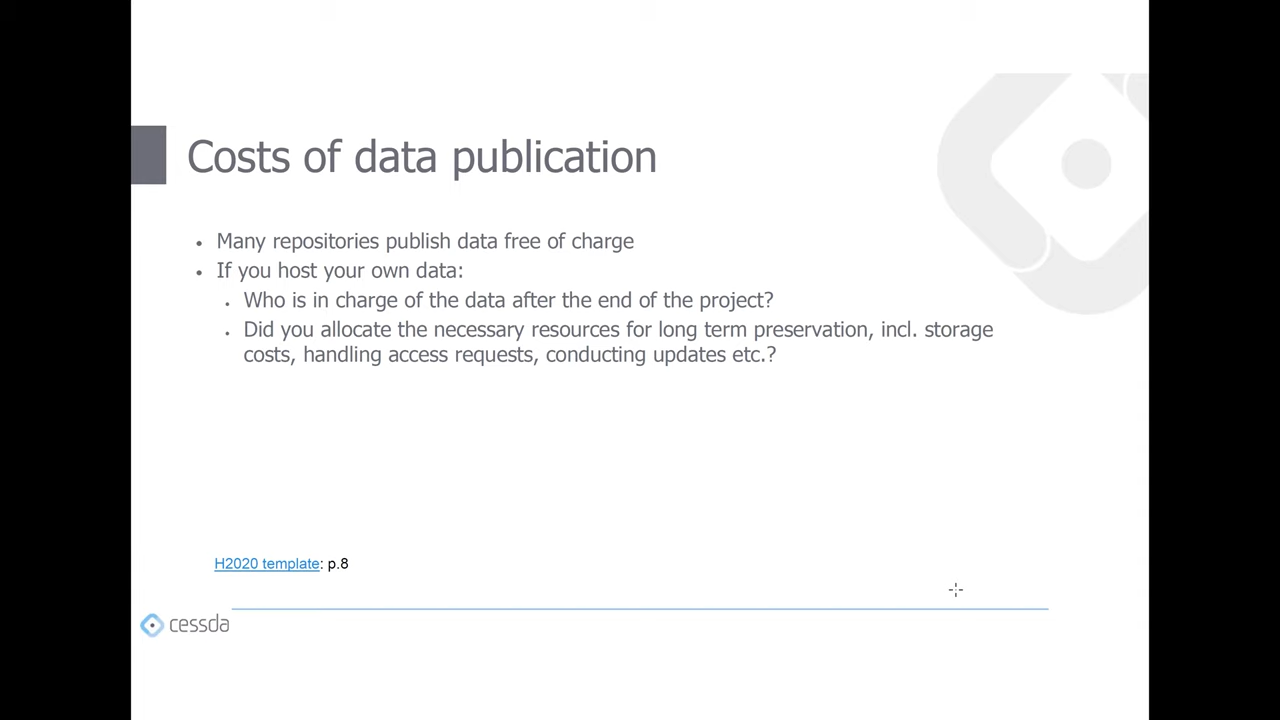 Costs of data publication
• Many repositories publish data free of charge
• If you host your own data:
• Who is in charge of the data after the end of the project?
• Did you allocate the necessary resources for long term preservation, incl. storage
costs, handling access requests, conducting updates etc.?
H2020 template: p.8
cessda